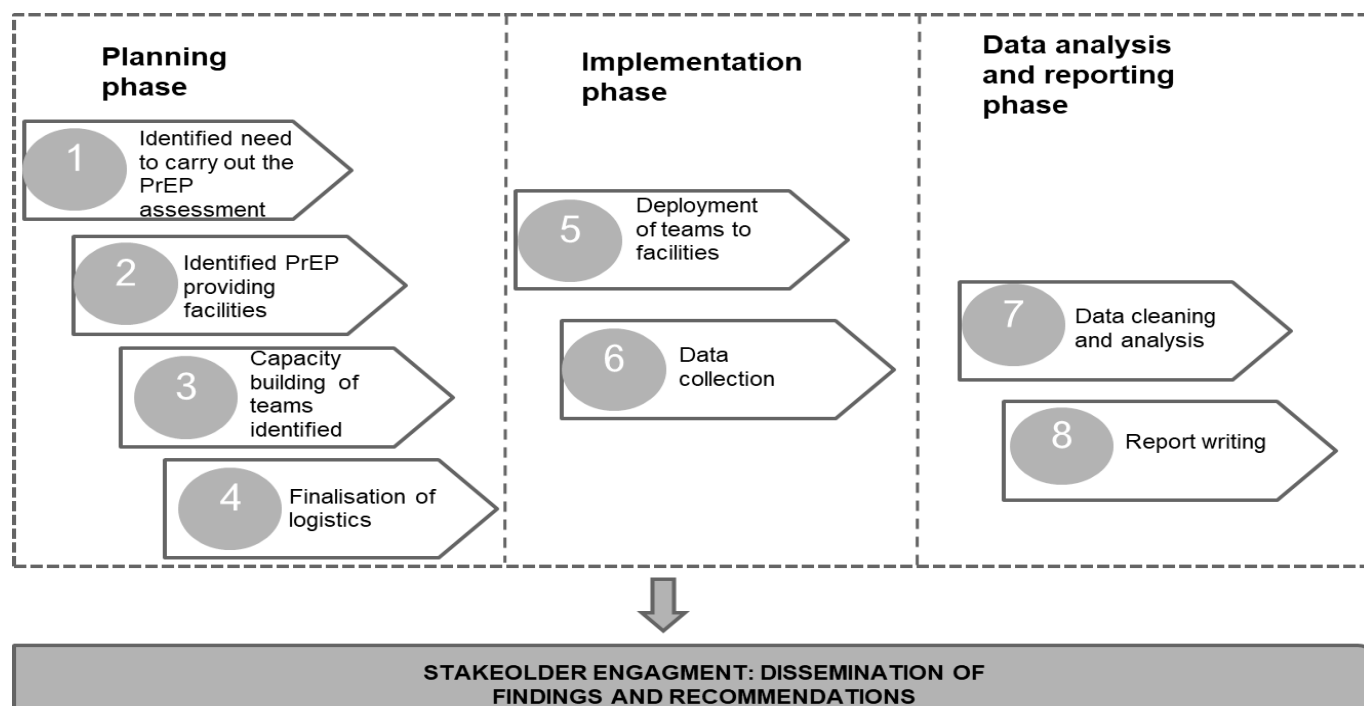 Planning
phase
1
Identified need
to carry out the
PrEP
assessment
2
Identified PrEP
providing
facilities
3
Capacity
building of
teams
identified
4
Finalisation of
logistics
Implementation
phase
5
Deployment
of teams to
facilities
6
Data
collection
Data analysis
and reporting
phase
7
Data cleaning
and analysis
8
Report writing
STAKEOLDER ENGAGMENT: DISSEMINATION OF
FINDINGS AND RECOMMENDATIONS